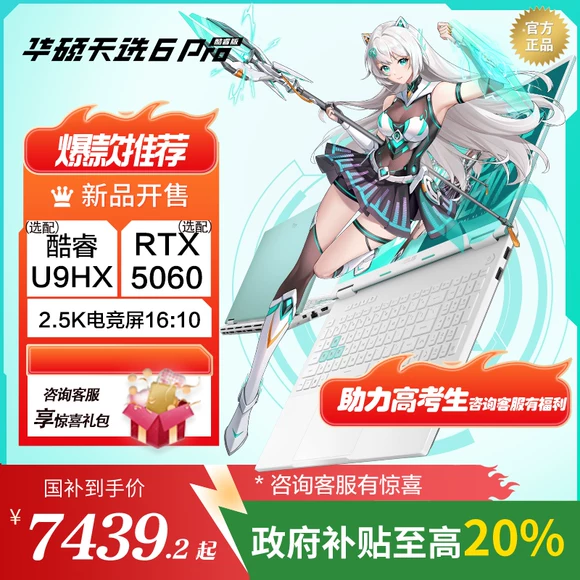 华硕天选6 Pro
酷睿版
官方
正品
爆款推荐
新品开售
(选配)
酷睿
U9HX
(选配)
RTX
5060
2.5K电竞屏16:10
咨询客服
享惊喜礼包
助力高考生咨询客服有福利
国补到手价
*咨询客服有惊喜
¥7439.2起
政府补贴至高20%